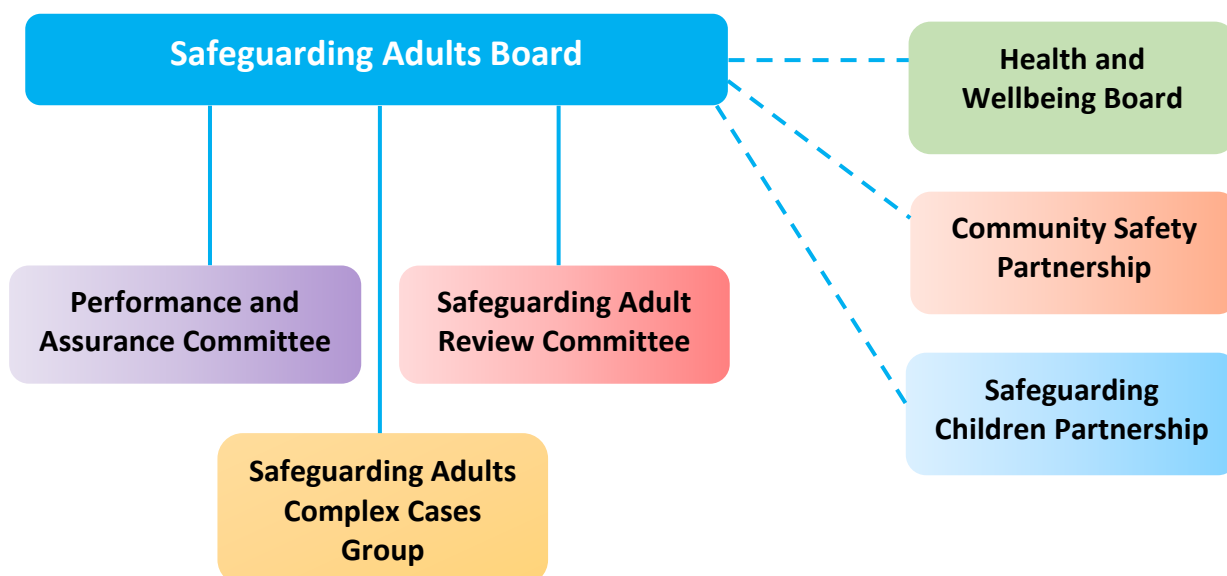 Safeguarding Adults Board
Health and
Wellbeing Board
Community Safety
Partnership
Performance and
Assurance Committee
Safeguarding Adult
Review Committee
Safeguarding
Children Partnership
Safeguarding Adults
Complex Cases
Group